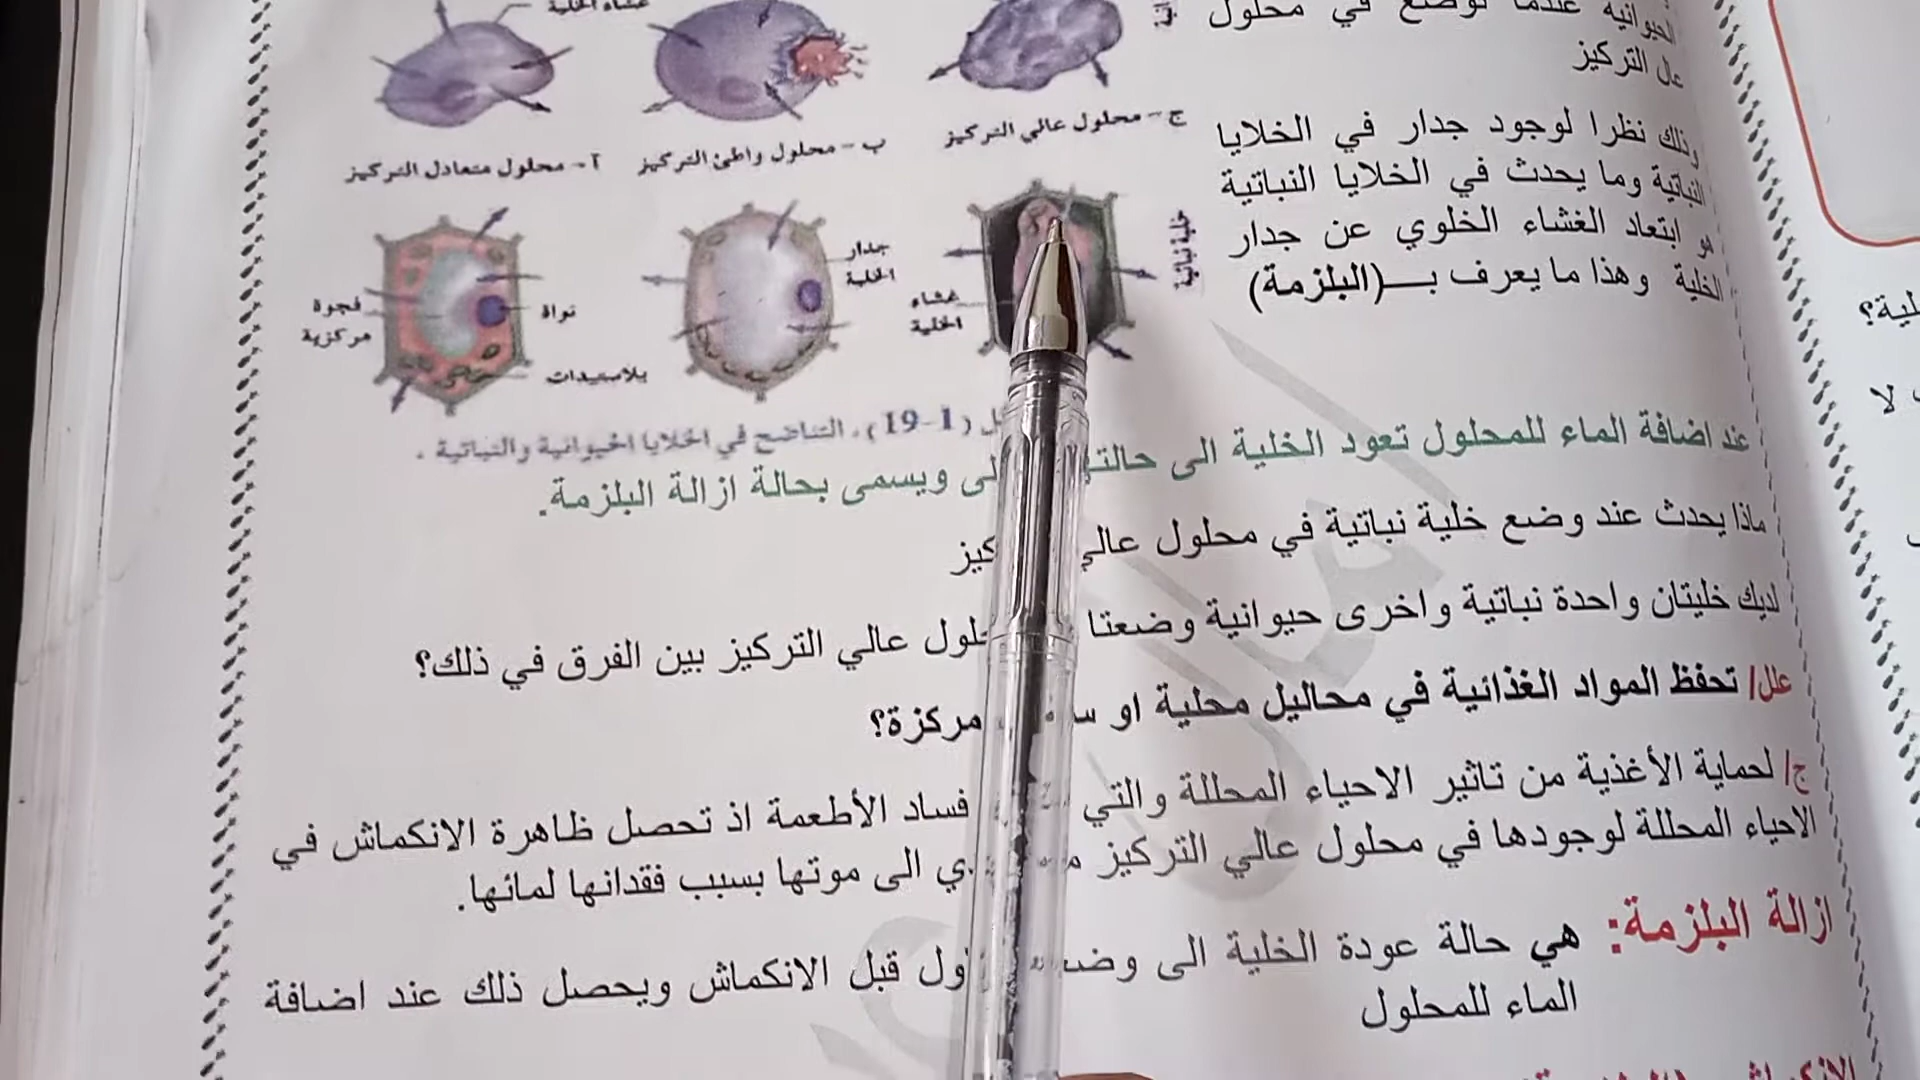 الحيوانية عندما توضع في محلول
عال التركيز
غشاء الخلية
ج - محلول عالي التركيز
ب - محلول واطئ التركيز
آ - محلول متعادل التركيز
وذلك نظرا لوجود جدار في الخلايا
النباتية وما يحدث في الخلايا النباتية
هو ابتعاد الغشاء الخلوي عن جدار
الخلية وهذا ما يعرف بـــ(البلزمة)
خلية نباتية
غشاء
الخلية
جدار
الخلية
نواة
بلاستيدات
فجوة
مركزية
(1-19) ، التناضح في الخلايا الحيوانية والنباتية .
عند اضافة الماء للمحلول تعود الخلية الى ويسمى بحالة ازالة البلزمة.
ماذا يحدث عند وضع خلية نباتية في محلول
لديك خليتان واحدة نباتية واخرى حيوانية وضعتا عالي التركيز بين الفرق في ذلك؟
علل/ تحفظ المواد الغذائية في محاليل محلية او مركزة؟
ج/ لحماية الأغذية من تاثير الاحياء المحللة والتي فساد الأطعمة اذ تحصل ظاهرة الانكماش في
الاحياء المحللة لوجودها في محلول عالي التركيز الى موتها بسبب فقدانها لمائها.
ازالة البلزمة: هي حالة عودة الخلية الى قبل الانكماش ويحصل ذلك عند اضافة
الماء للمحلول